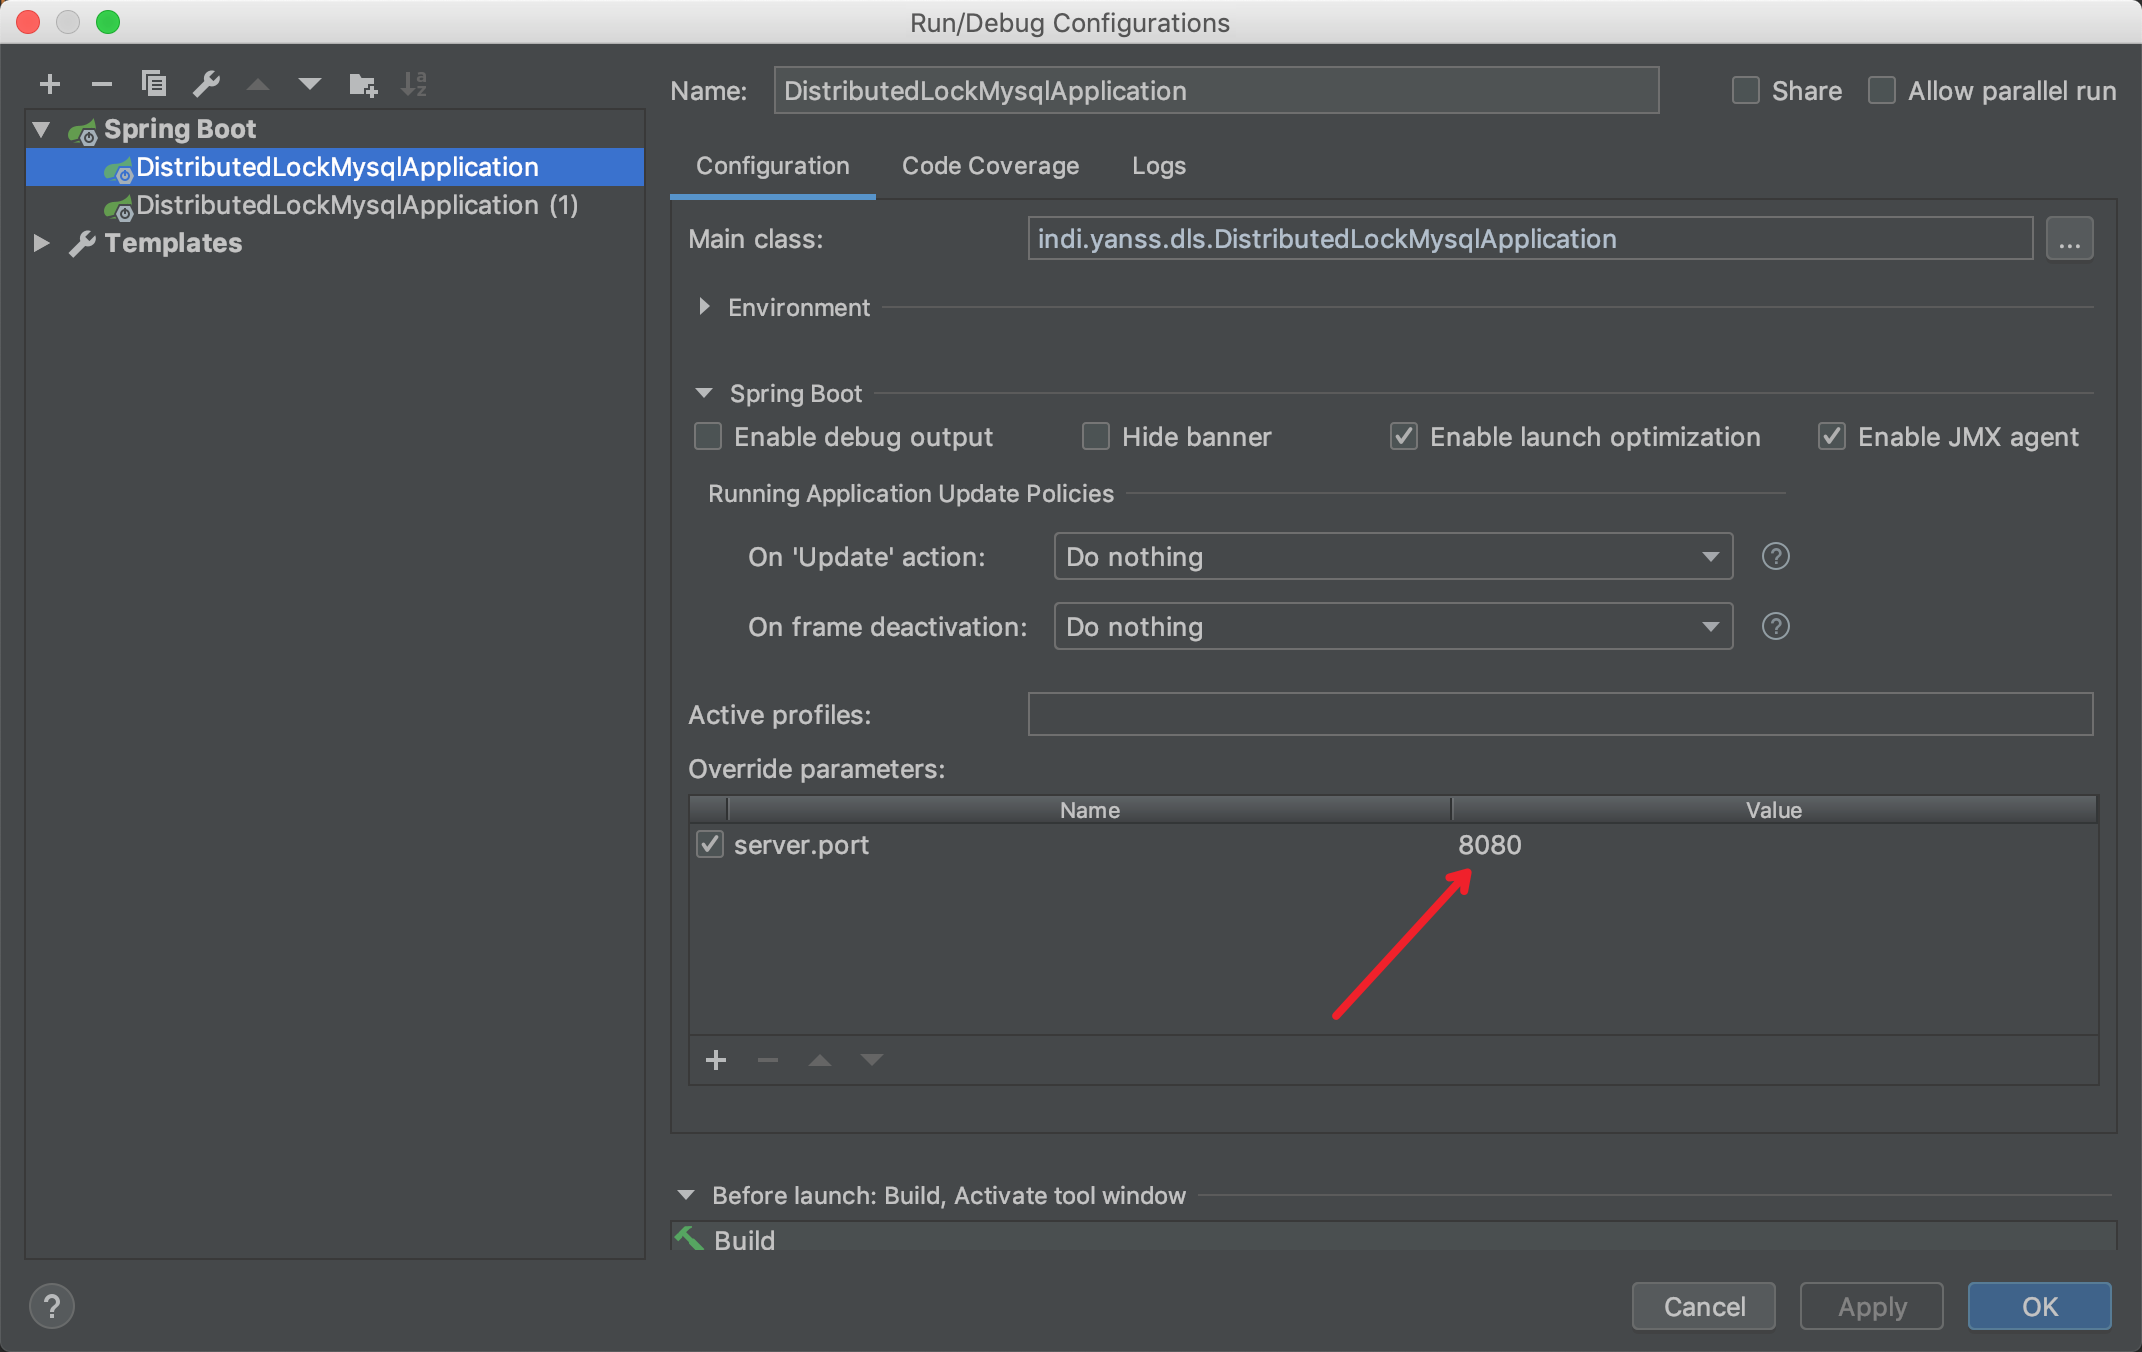 Run/Debug Configurations
Name: DistributedLockMysqlApplication Share Allow parallel run
Spring Boot
DistributedLockMysqlApplication
DistributedLockMysqlApplication (1)
Templates
Configuration Code Coverage Logs
Main class: indi.yanss.dls.DistributedLockMysqlApplication ...
Environment
Spring Boot
Enable debug output Hide banner Enable launch optimization Enable JMX agent
Running Application Update Policies
On 'Update' action: Do nothing ?
On frame deactivation: Do nothing ?
Active profiles:
Override parameters:
Name Value
server.port 8080
Before launch: Build, Activate tool window
Build
? Cancel Apply OK